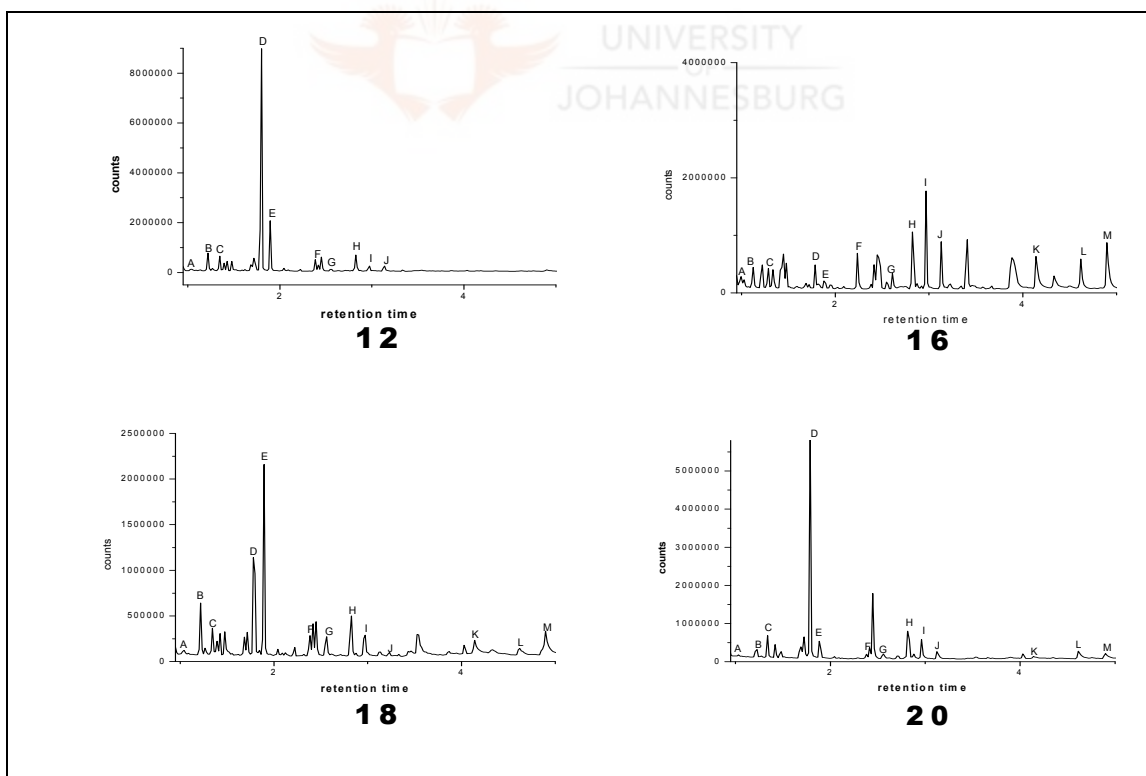 UNIVERSITY
OF
JOHANNESBURG
D
8000000
6000000
4000000
2000000
0
counts
A
B
C
E
F
G
H
I
J
2
4
retention time
12
4000000
2000000
0
counts
A
B
C
D
E
F
G
H
I
J
K
L
M
2
4
retention time
16
2500000
2000000
1500000
1000000
500000
0
counts
A
B
C
D
E
F
G
H
I
J
K
L
M
2
4
retention time
18
5000000
4000000
3000000
2000000
1000000
0
counts
A
B
C
D
E
F
G
H
I
J
K
L
M
2
4
retention time
20